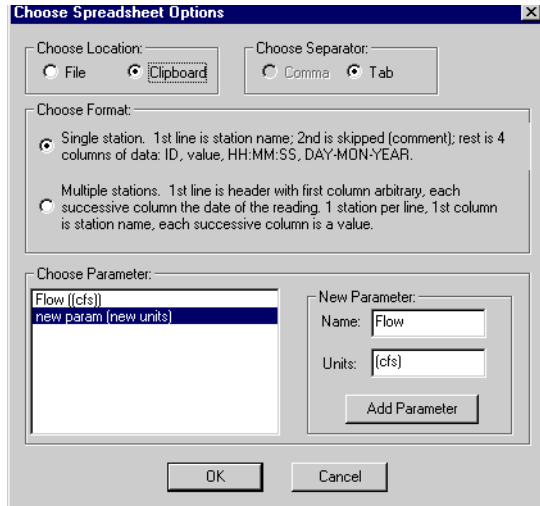 Choose Spreadsheet Options
Choose Location:
File
Clipboard
Choose Separator:
Comma
Tab
Choose Format:
Single station. 1st line is station name; 2nd is skipped (comment); rest is 4
columns of data: ID, value, HH:MM:SS, DAY-MON-YEAR.
Multiple stations. 1st line is header with first column arbitrary, each
successive column the date of the reading. 1 station per line, 1st column
is station name, each successive column is a value.
Choose Parameter:
Flow ((cfs))
new param (new units)
New Parameter:
Name: Flow
Units: (cfs)
Add Parameter
OK
Cancel